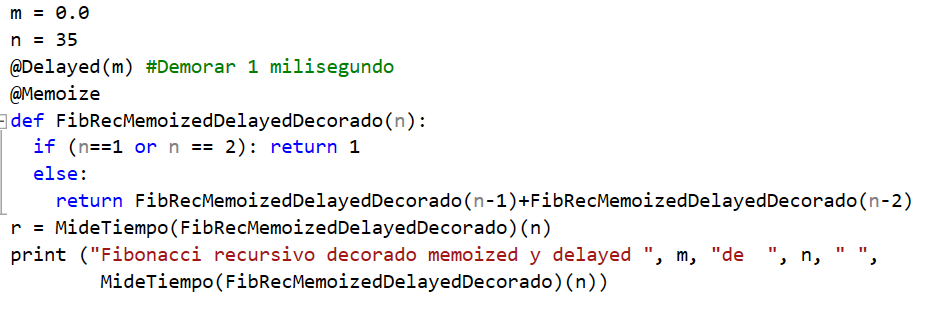 m = 0.0
n = 35
@Delayed(m) #Demorar 1 milisegundo
@Memoize
def FibRecMemoizedDelayedDecorado(n):
  if (n==1 or n == 2): return 1
  else:
    return FibRecMemoizedDelayedDecorado(n-1)+FibRecMemoizedDelayedDecorado(n-2)
r = MideTiempo(FibRecMemoizedDelayedDecorado)(n)
print ("Fibonacci recursivo decorado memoized y delayed ", m, "de  ", n, " ",
        MideTiempo(FibRecMemoizedDelayedDecorado)(n))